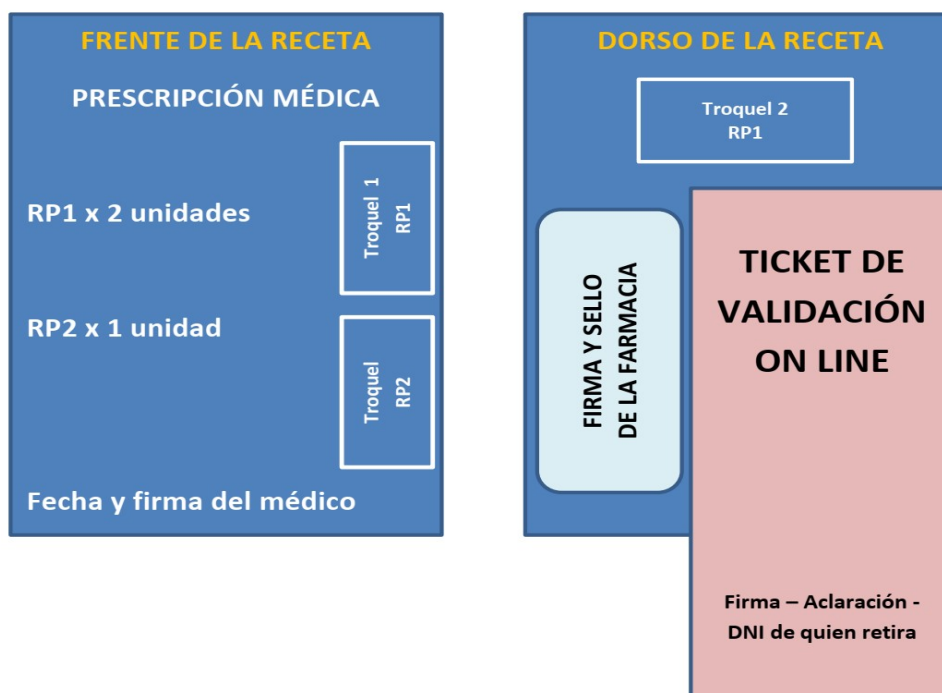 FRENTE DE LA RECETA
PRESCRIPCIÓN MÉDICA
RP1 x 2 unidades
Troquel 1
RP1
RP2 x 1 unidad
Troquel
RP2
Fecha y firma del médico
DORSO DE LA RECETA
Troquel 2
RP1
FIRMA Y SELLO
DE LA FARMACIA
TICKET DE
VALIDACIÓN
ON LINE
Firma – Aclaración -
DNI de quien retira